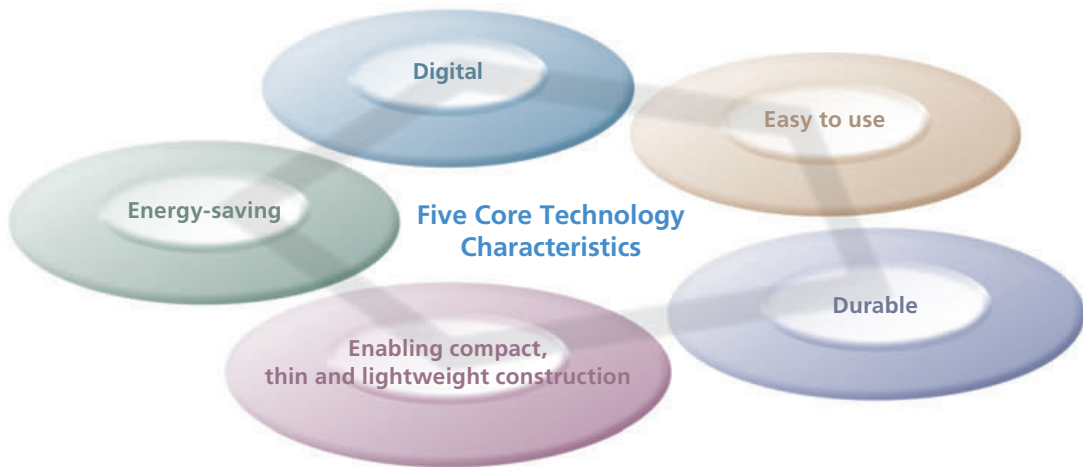 Digital
Easy to use
Energy-saving
Five Core Technology
Characteristics
Durable
Enabling compact,
thin and lightweight construction